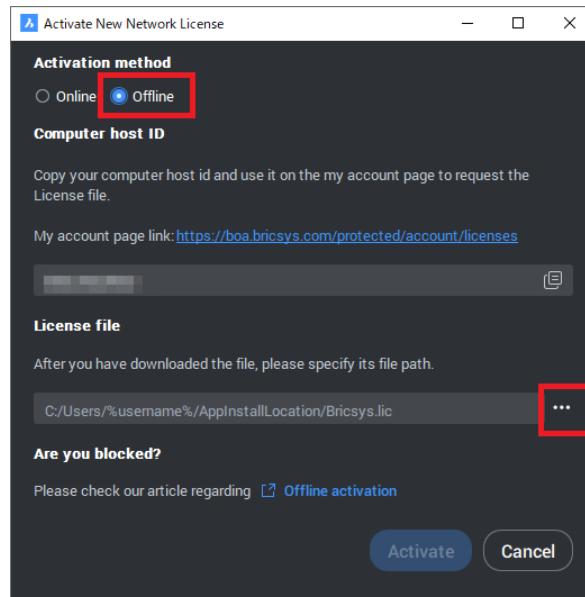 Activate New Network License
Activation method
Online
Offline
Computer host ID
Copy your computer host id and use it on the my account page to request the
License file.
My account page link: https://boa.bricsys.com/protected/account/licenses
License file
After you have downloaded the file, please specify its file path.
C:/Users/%username%/AppInstallLocation/Bricsys.lic
Are you blocked?
Please check our article regarding Offline activation
Activate
Cancel